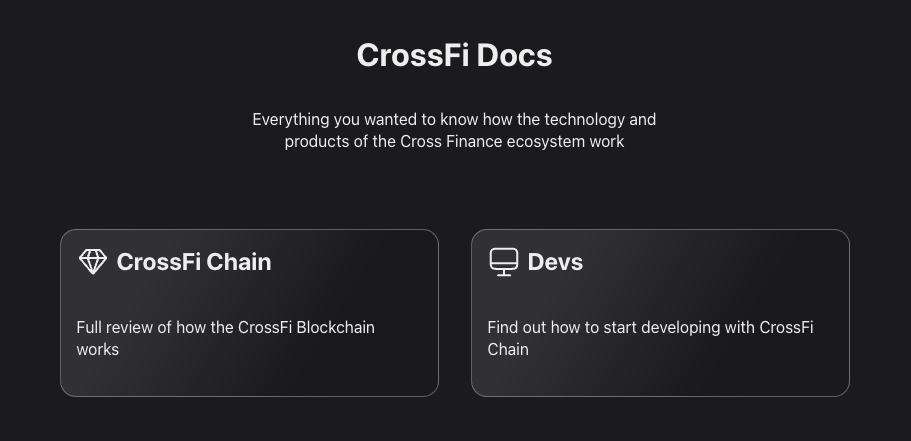 CrossFi Docs
Everything you wanted to know how the technology and
products of the Cross Finance ecosystem work
CrossFi Chain
Full review of how the CrossFi Blockchain
works
Devs
Find out how to start developing with CrossFi
Chain